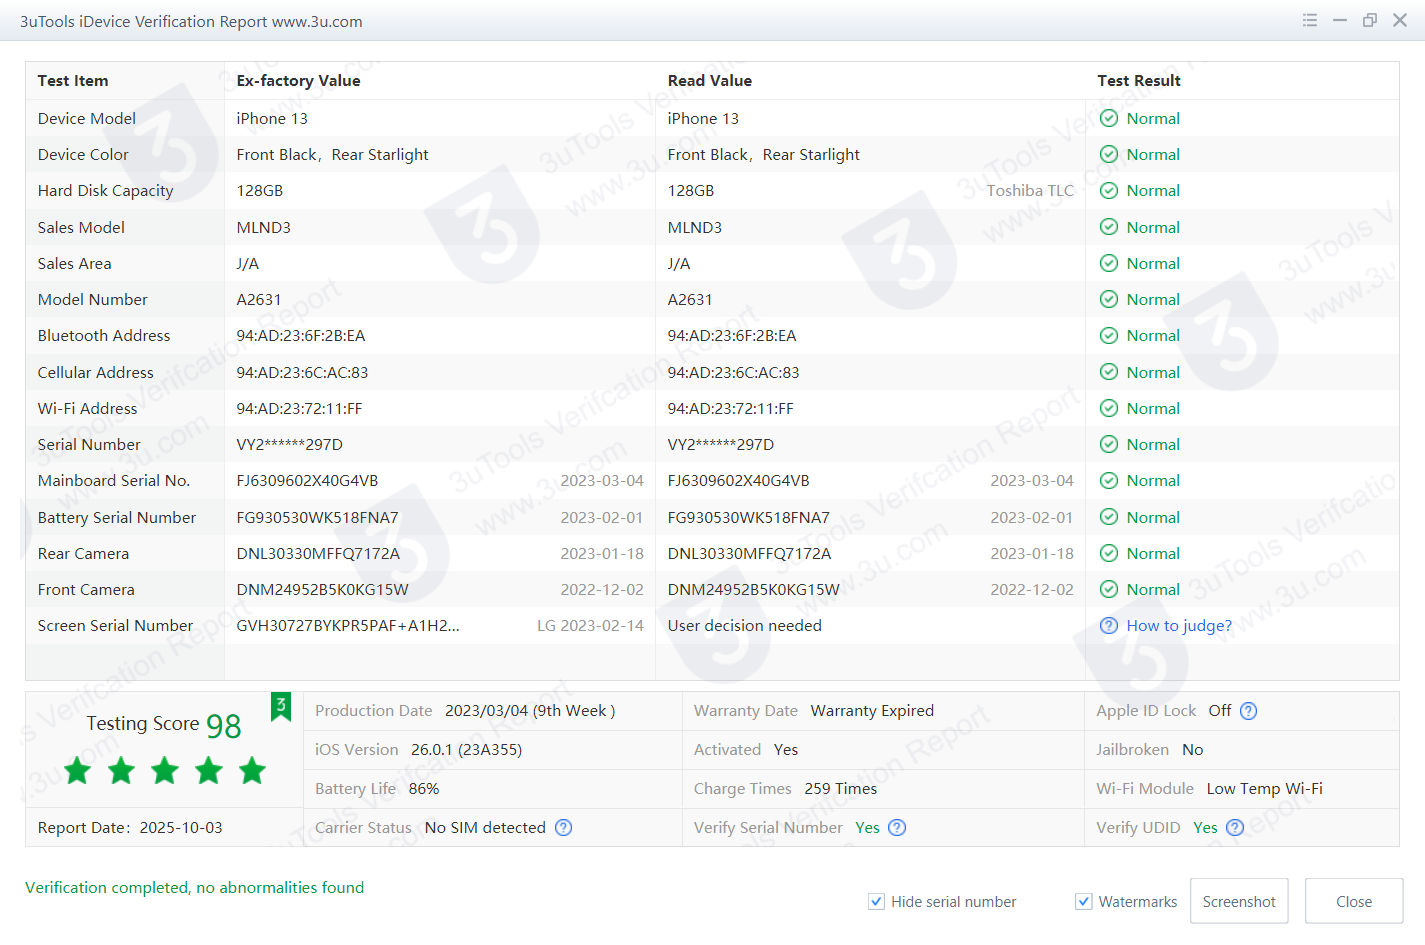 3uTools iDevice Verification Report www.3u.com
Test Item Ex-factory Value Read Value Test Result
Device Model iPhone 13 iPhone 13 Normal
Device Color Front Black，Rear Starlight Front Black，Rear Starlight Normal
Hard Disk Capacity 128GB 128GB Toshiba TLC Normal
Sales Model MLND3 MLND3 Normal
Sales Area J/A J/A Normal
Model Number A2631 A2631 Normal
Bluetooth Address 94:AD:23:6F:2B:EA 94:AD:23:6F:2B:EA Normal
Cellular Address 94:AD:23:6C:AC:83 94:AD:23:6C:AC:83 Normal
Wi-Fi Address 94:AD:23:72:11:FF 94:AD:23:72:11:FF Normal
Serial Number VY2******297D VY2******297D Normal
Mainboard Serial No. FJ6309602X40G4VB 2023-03-04 FJ6309602X40G4VB 2023-03-04 Normal
Battery Serial Number FG930530WK518FNA7 2023-02-01 FG930530WK518FNA7 2023-02-01 Normal
Rear Camera DNL30330MFFQ7172A 2023-01-18 DNL30330MFFQ7172A 2023-01-18 Normal
Front Camera DNM24952B5K0KG15W 2022-12-02 DNM24952B5K0KG15W 2022-12-02 Normal
Screen Serial Number GVH30727BYKPR5PAF+A1H2... LG 2023-02-14 User decision needed How to judge?
Testing Score 98
Production Date 2023/03/04 (9th Week ) Warranty Date Warranty Expired Apple ID Lock Off
iOS Version 26.0.1 (23A355) Activated Yes Jailbroken No
Battery Life 86% Charge Times 259 Times Wi-Fi Module Low Temp Wi-Fi
Report Date：2025-10-03 Carrier Status No SIM detected Verify Serial Number Yes Verify UDID Yes
Verification completed, no abnormalities found
Hide serial number Watermarks Screenshot Close
3uTools Verifcation Report
www.3u.com